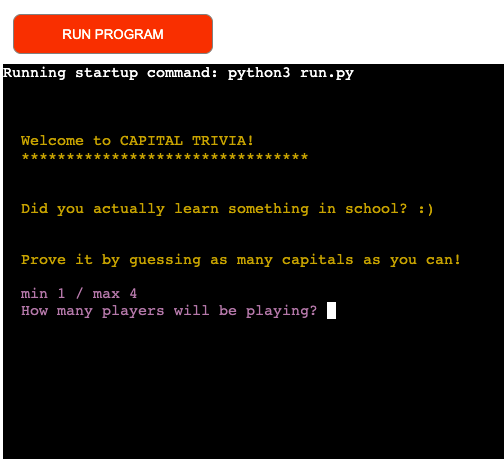 RUN PROGRAM
Running startup command: python3 run.py
Welcome to CAPITAL TRIVIA!
********************************
Did you actually learn something in school? :)
Prove it by guessing as many capitals as you can!
min 1 / max 4
How many players will be playing?